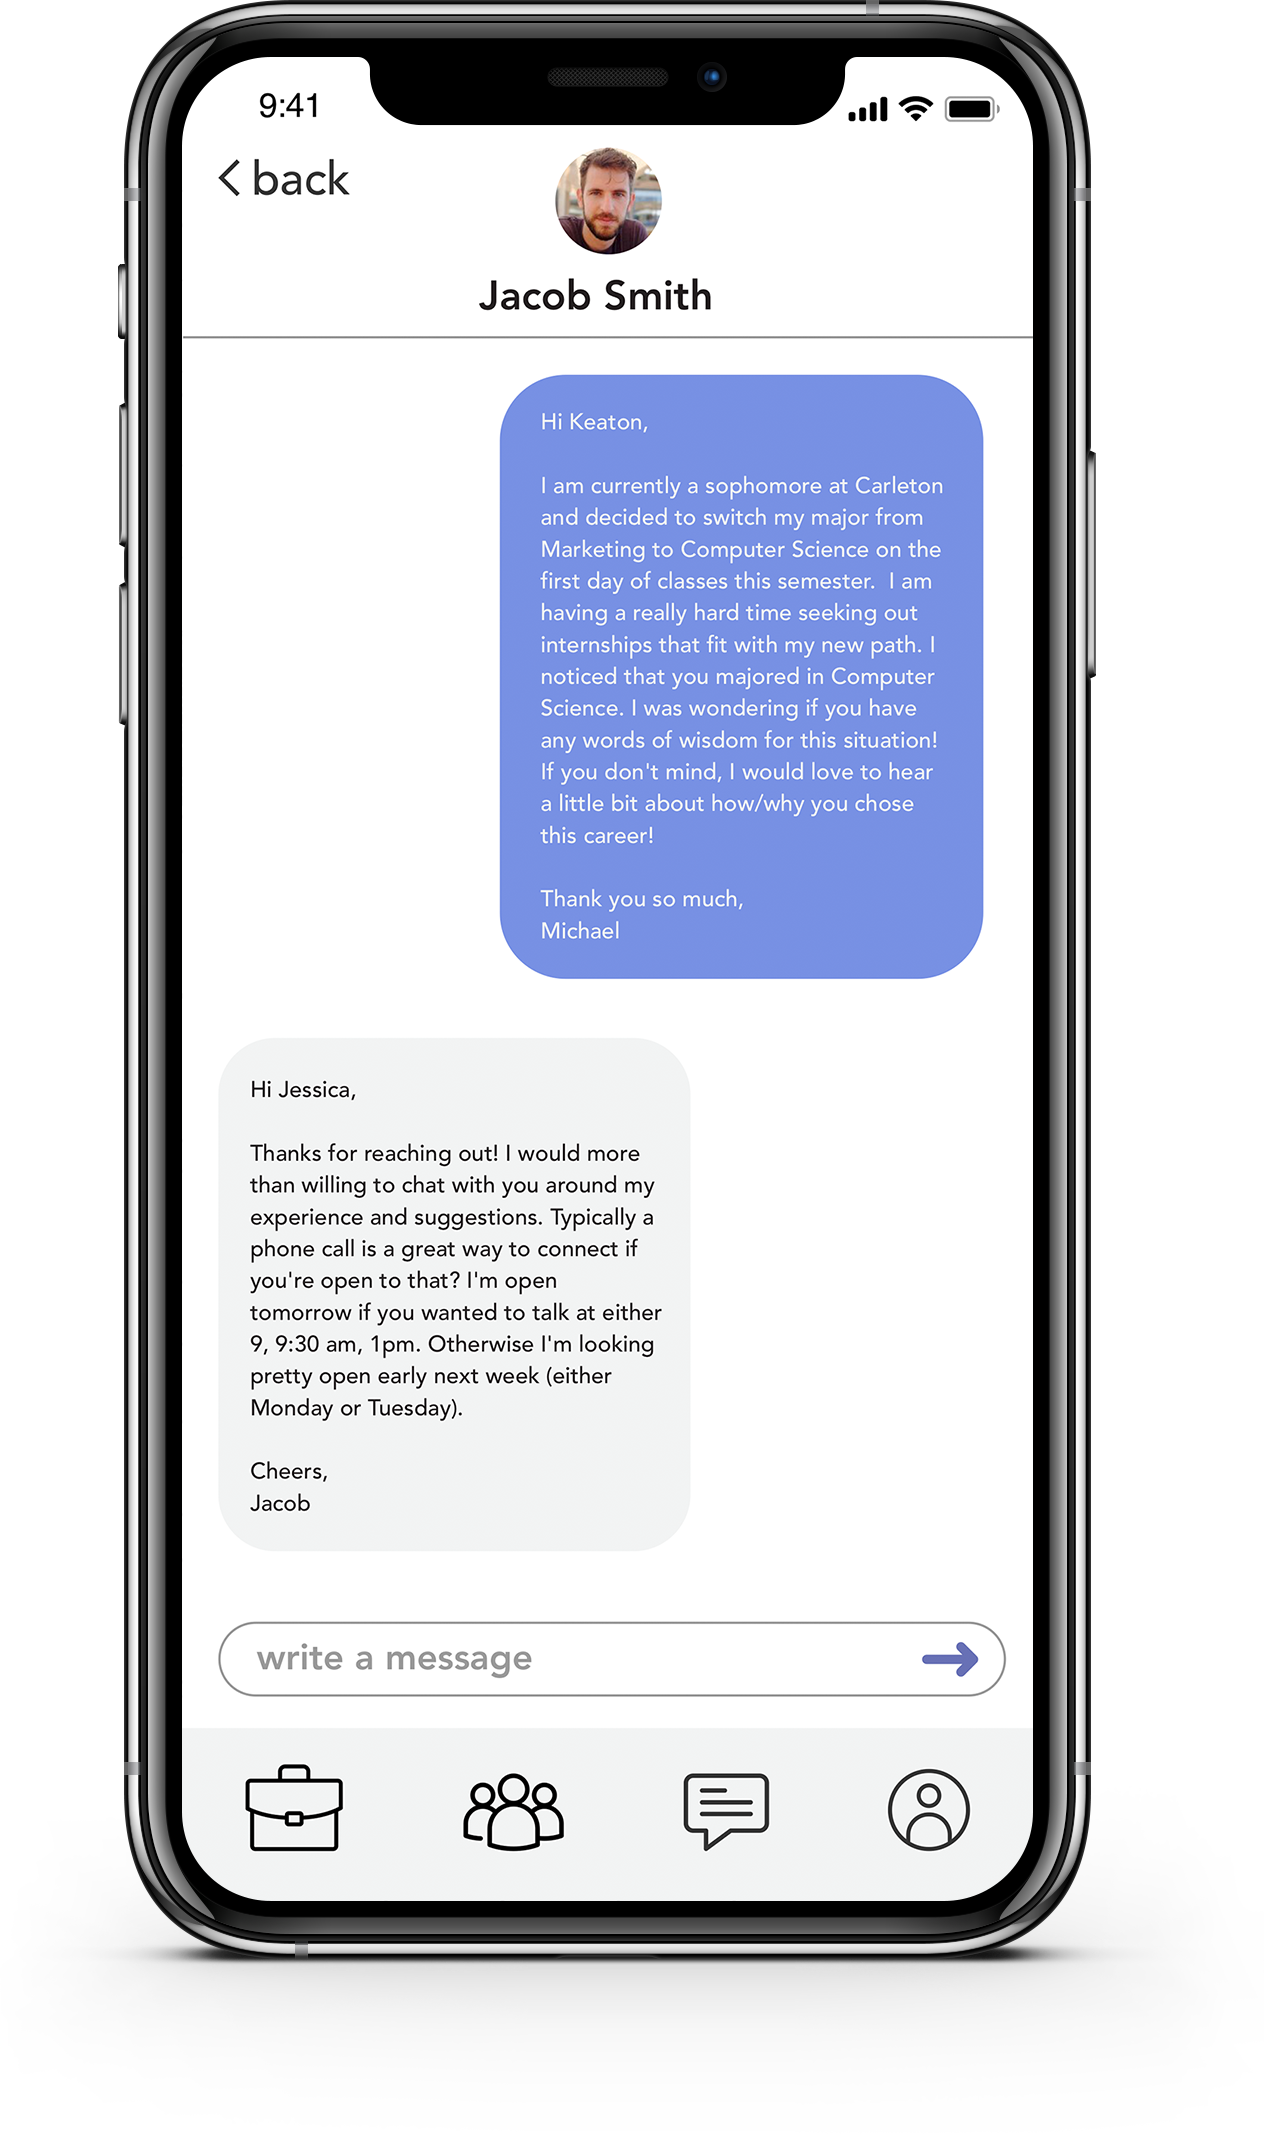 9:41
back
Jacob Smith
Hi Keaton,
I am currently a sophomore at Carleton
and decided to switch my major from
Marketing to Computer Science on the
first day of classes this semester.  I am
having a really hard time seeking out
internships that fit with my new path. I
noticed that you majored in Computer
Science. I was wondering if you have
any words of wisdom for this situation!
If you don't mind, I would love to hear
a little bit about how/why you chose
this career!
Thank you so much,
Michael
Hi Jessica,
Thanks for reaching out! I would more
than willing to chat with you around my
experience and suggestions. Typically a
phone call is a great way to connect if
you're open to that? I'm open
tomorrow if you wanted to talk at either
9, 9:30 am, 1pm. Otherwise I'm looking
pretty open early next week (either
Monday or Tuesday).
Cheers,
Jacob
write a message